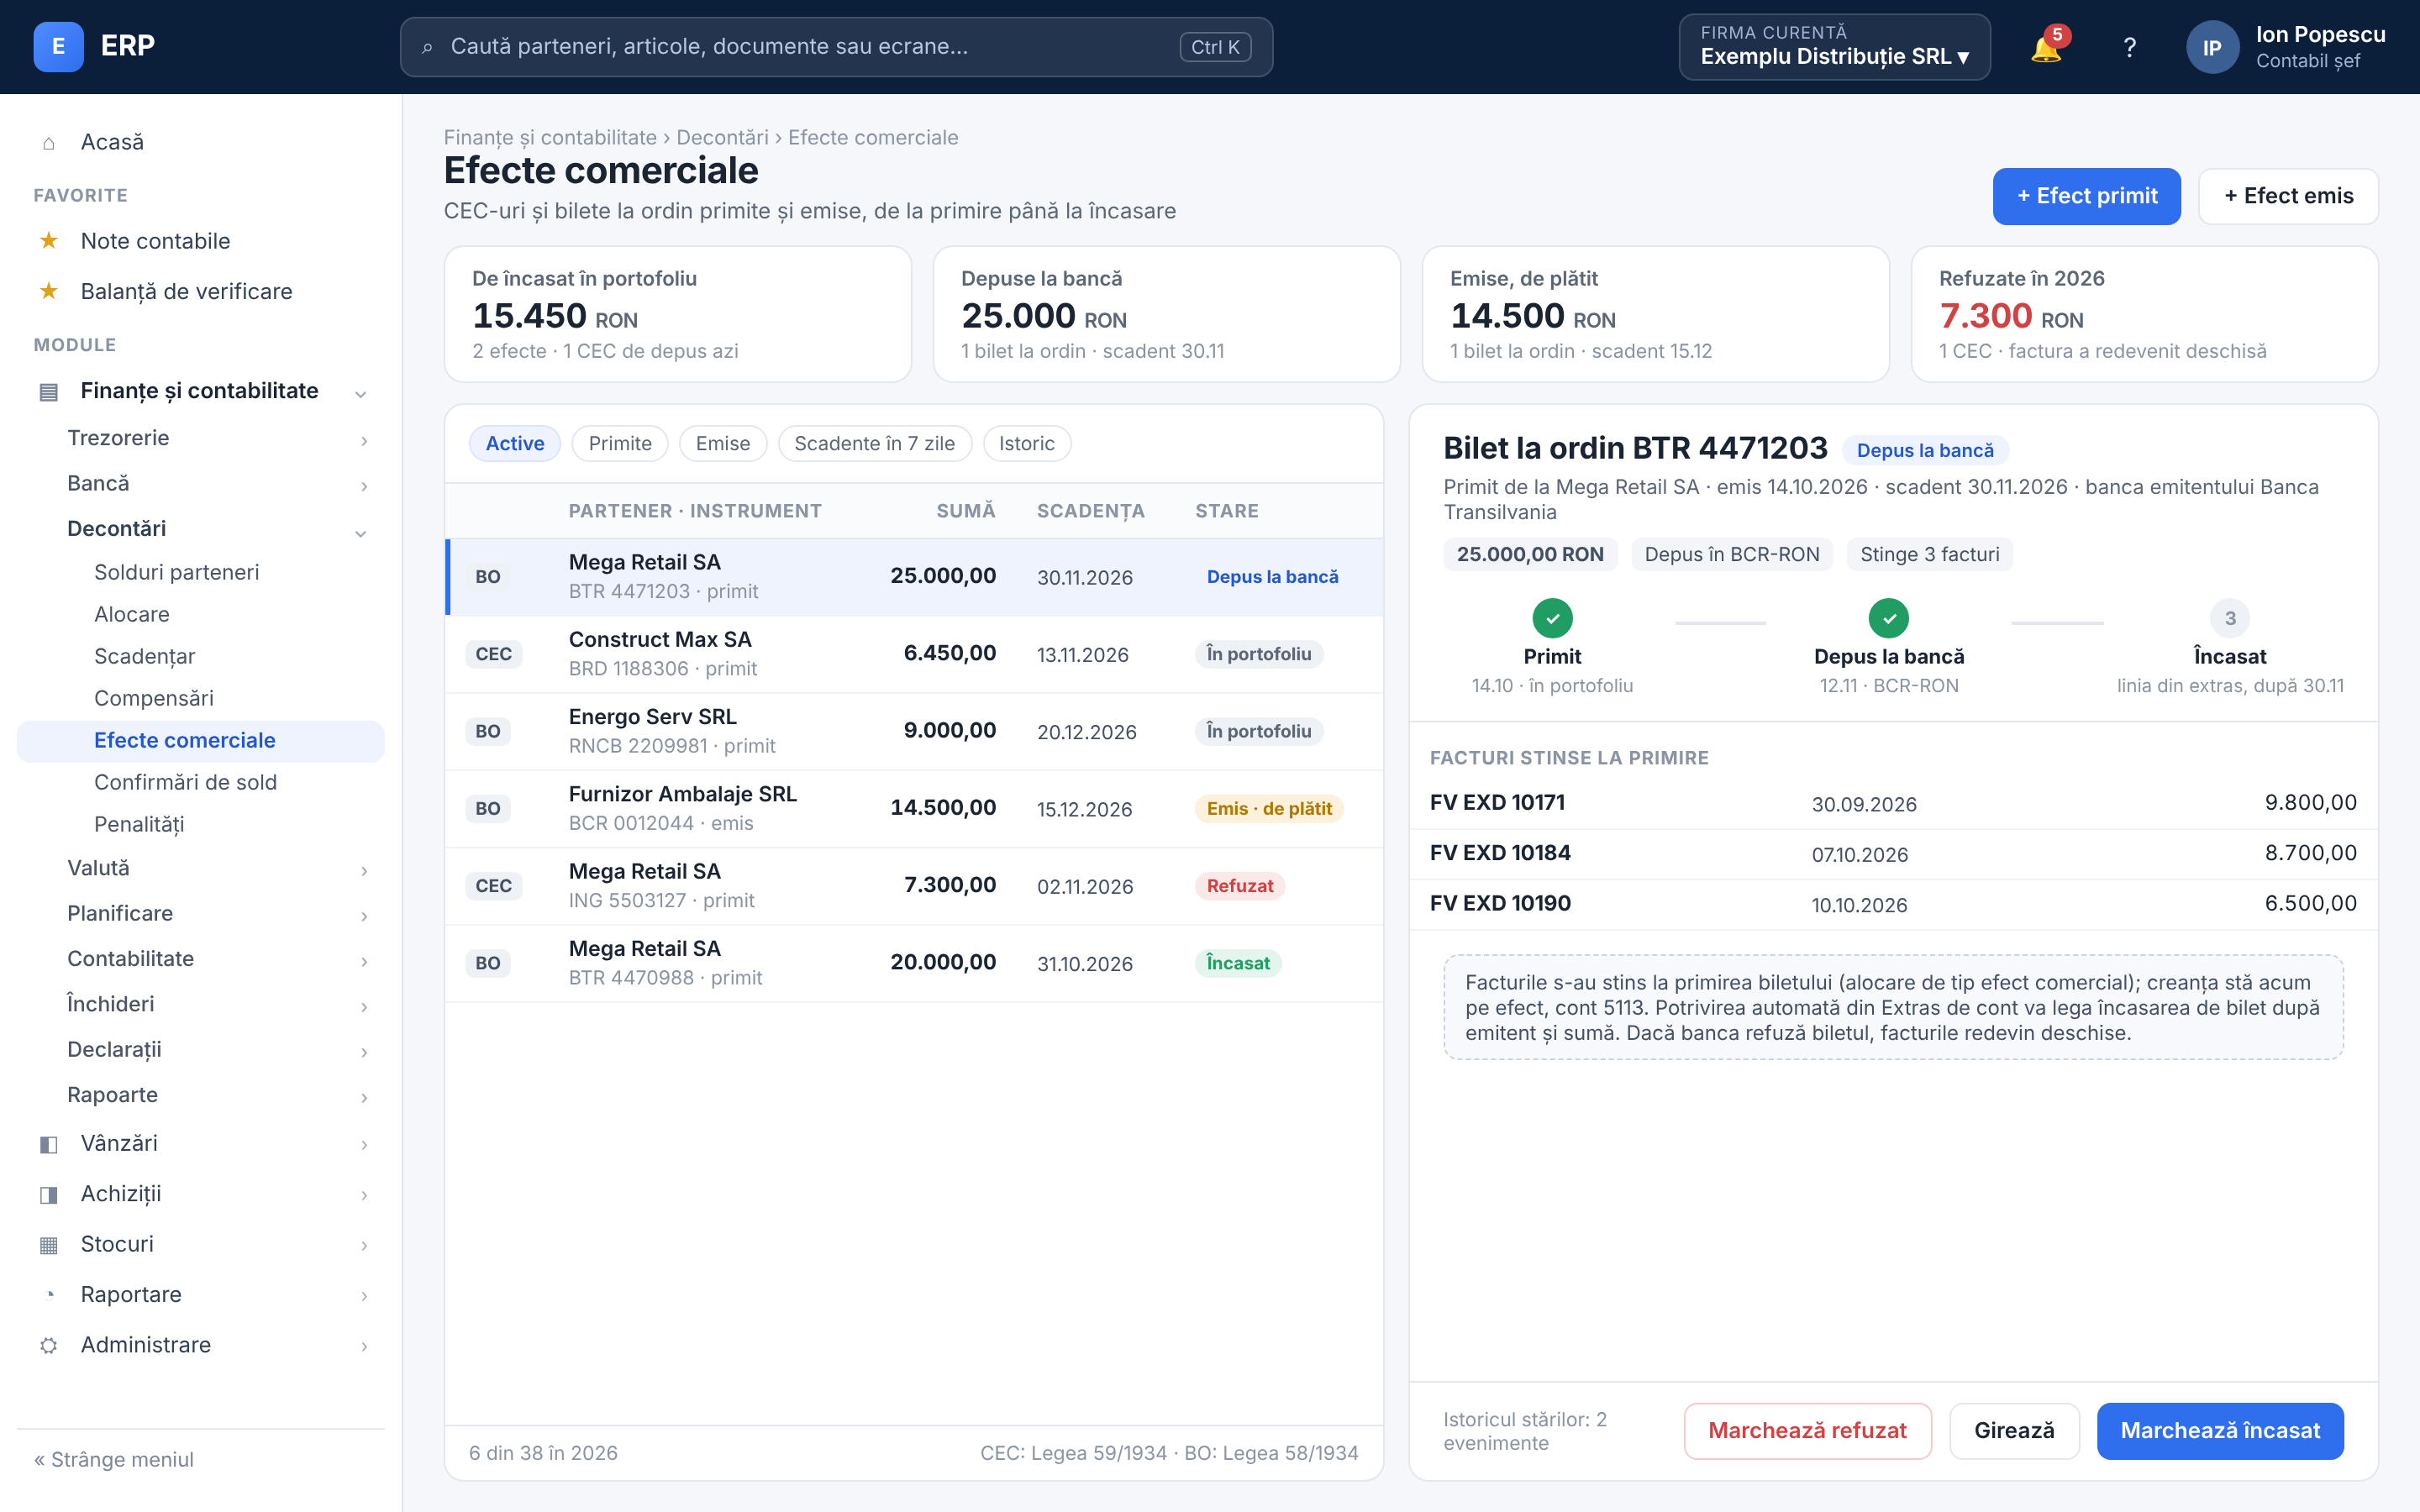 E ERP
Caută parteneri, articole, documente sau ecrane... Ctrl K
FIRMA CURENTĂ
Exemplu Distribuție SRL ▾
5
?
IP
Ion Popescu
Contabil șef
Acasă
FAVORITE
★ Note contabile
★ Balanță de verificare
MODULE
Finanțe și contabilitate
Trezorerie ›
Bancă ›
Decontări
Solduri parteneri
Alocare
Scadențar
Compensări
Efecte comerciale
Confirmări de sold
Penalități
Valută ›
Planificare ›
Contabilitate ›
Închideri ›
Declarații ›
Rapoarte ›
Vânzări ›
Achiziții ›
Stocuri ›
Raportare ›
Administrare ›
« Strânge meniul
Finanțe și contabilitate › Decontări › Efecte comerciale
Efecte comerciale
CEC-uri și bilete la ordin primite și emise, de la primire până la încasare
+ Efect primit
+ Efect emis
De încasat în portofoliu
15.450 RON
2 efecte · 1 CEC de depus azi
Depuse la bancă
25.000 RON
1 bilet la ordin · scadent 30.11
Emise, de plătit
14.500 RON
1 bilet la ordin · scadent 15.12
Refuzate în 2026
7.300 RON
1 CEC · factura a redevenit deschisă
Active Primite Emise Scadente în 7 zile Istoric
PARTENER · INSTRUMENT SUMĂ SCADENȚA STARE
BO Mega Retail SA 25.000,00 30.11.2026 Depus la bancă
BTR 4471203 · primit
CEC Construct Max SA 6.450,00 13.11.2026 În portofoliu
BRD 1188306 · primit
BO Energo Serv SRL 9.000,00 20.12.2026 În portofoliu
RNCB 2209981 · primit
BO Furnizor Ambalaje SRL 14.500,00 15.12.2026 Emis · de plătit
BCR 0012044 · emis
CEC Mega Retail SA 7.300,00 02.11.2026 Refuzat
ING 5503127 · primit
BO Mega Retail SA 20.000,00 31.10.2026 Încasat
BTR 4470988 · primit
6 din 38 în 2026 CEC: Legea 59/1934 · BO: Legea 58/1934
Bilet la ordin BTR 4471203 Depus la bancă
Primit de la Mega Retail SA · emis 14.10.2026 · scadent 30.11.2026 · banca emitentului Banca
Transilvania
25.000,00 RON Depus în BCR-RON Stinge 3 facturi
✓ ✓ 3
Primit Depus la bancă Încasat
14.10 · în portofoliu 12.11 · BCR-RON linia din extras, după 30.11
FACTURI STINSE LA PRIMIRE
FV EXD 10171 30.09.2026 9.800,00
FV EXD 10184 07.10.2026 8.700,00
FV EXD 10190 10.10.2026 6.500,00
Facturile s-au stins la primirea biletului (alocare de tip efect comercial); creanța stă acum
pe efect, cont 5113. Potrivirea automată din Extras de cont va lega încasarea de bilet după
emitent și sumă. Dacă banca refuză biletul, facturile redevin deschise.
Istoricul stărilor: 2
evenimente
Marchează refuzat Girează Marchează încasat